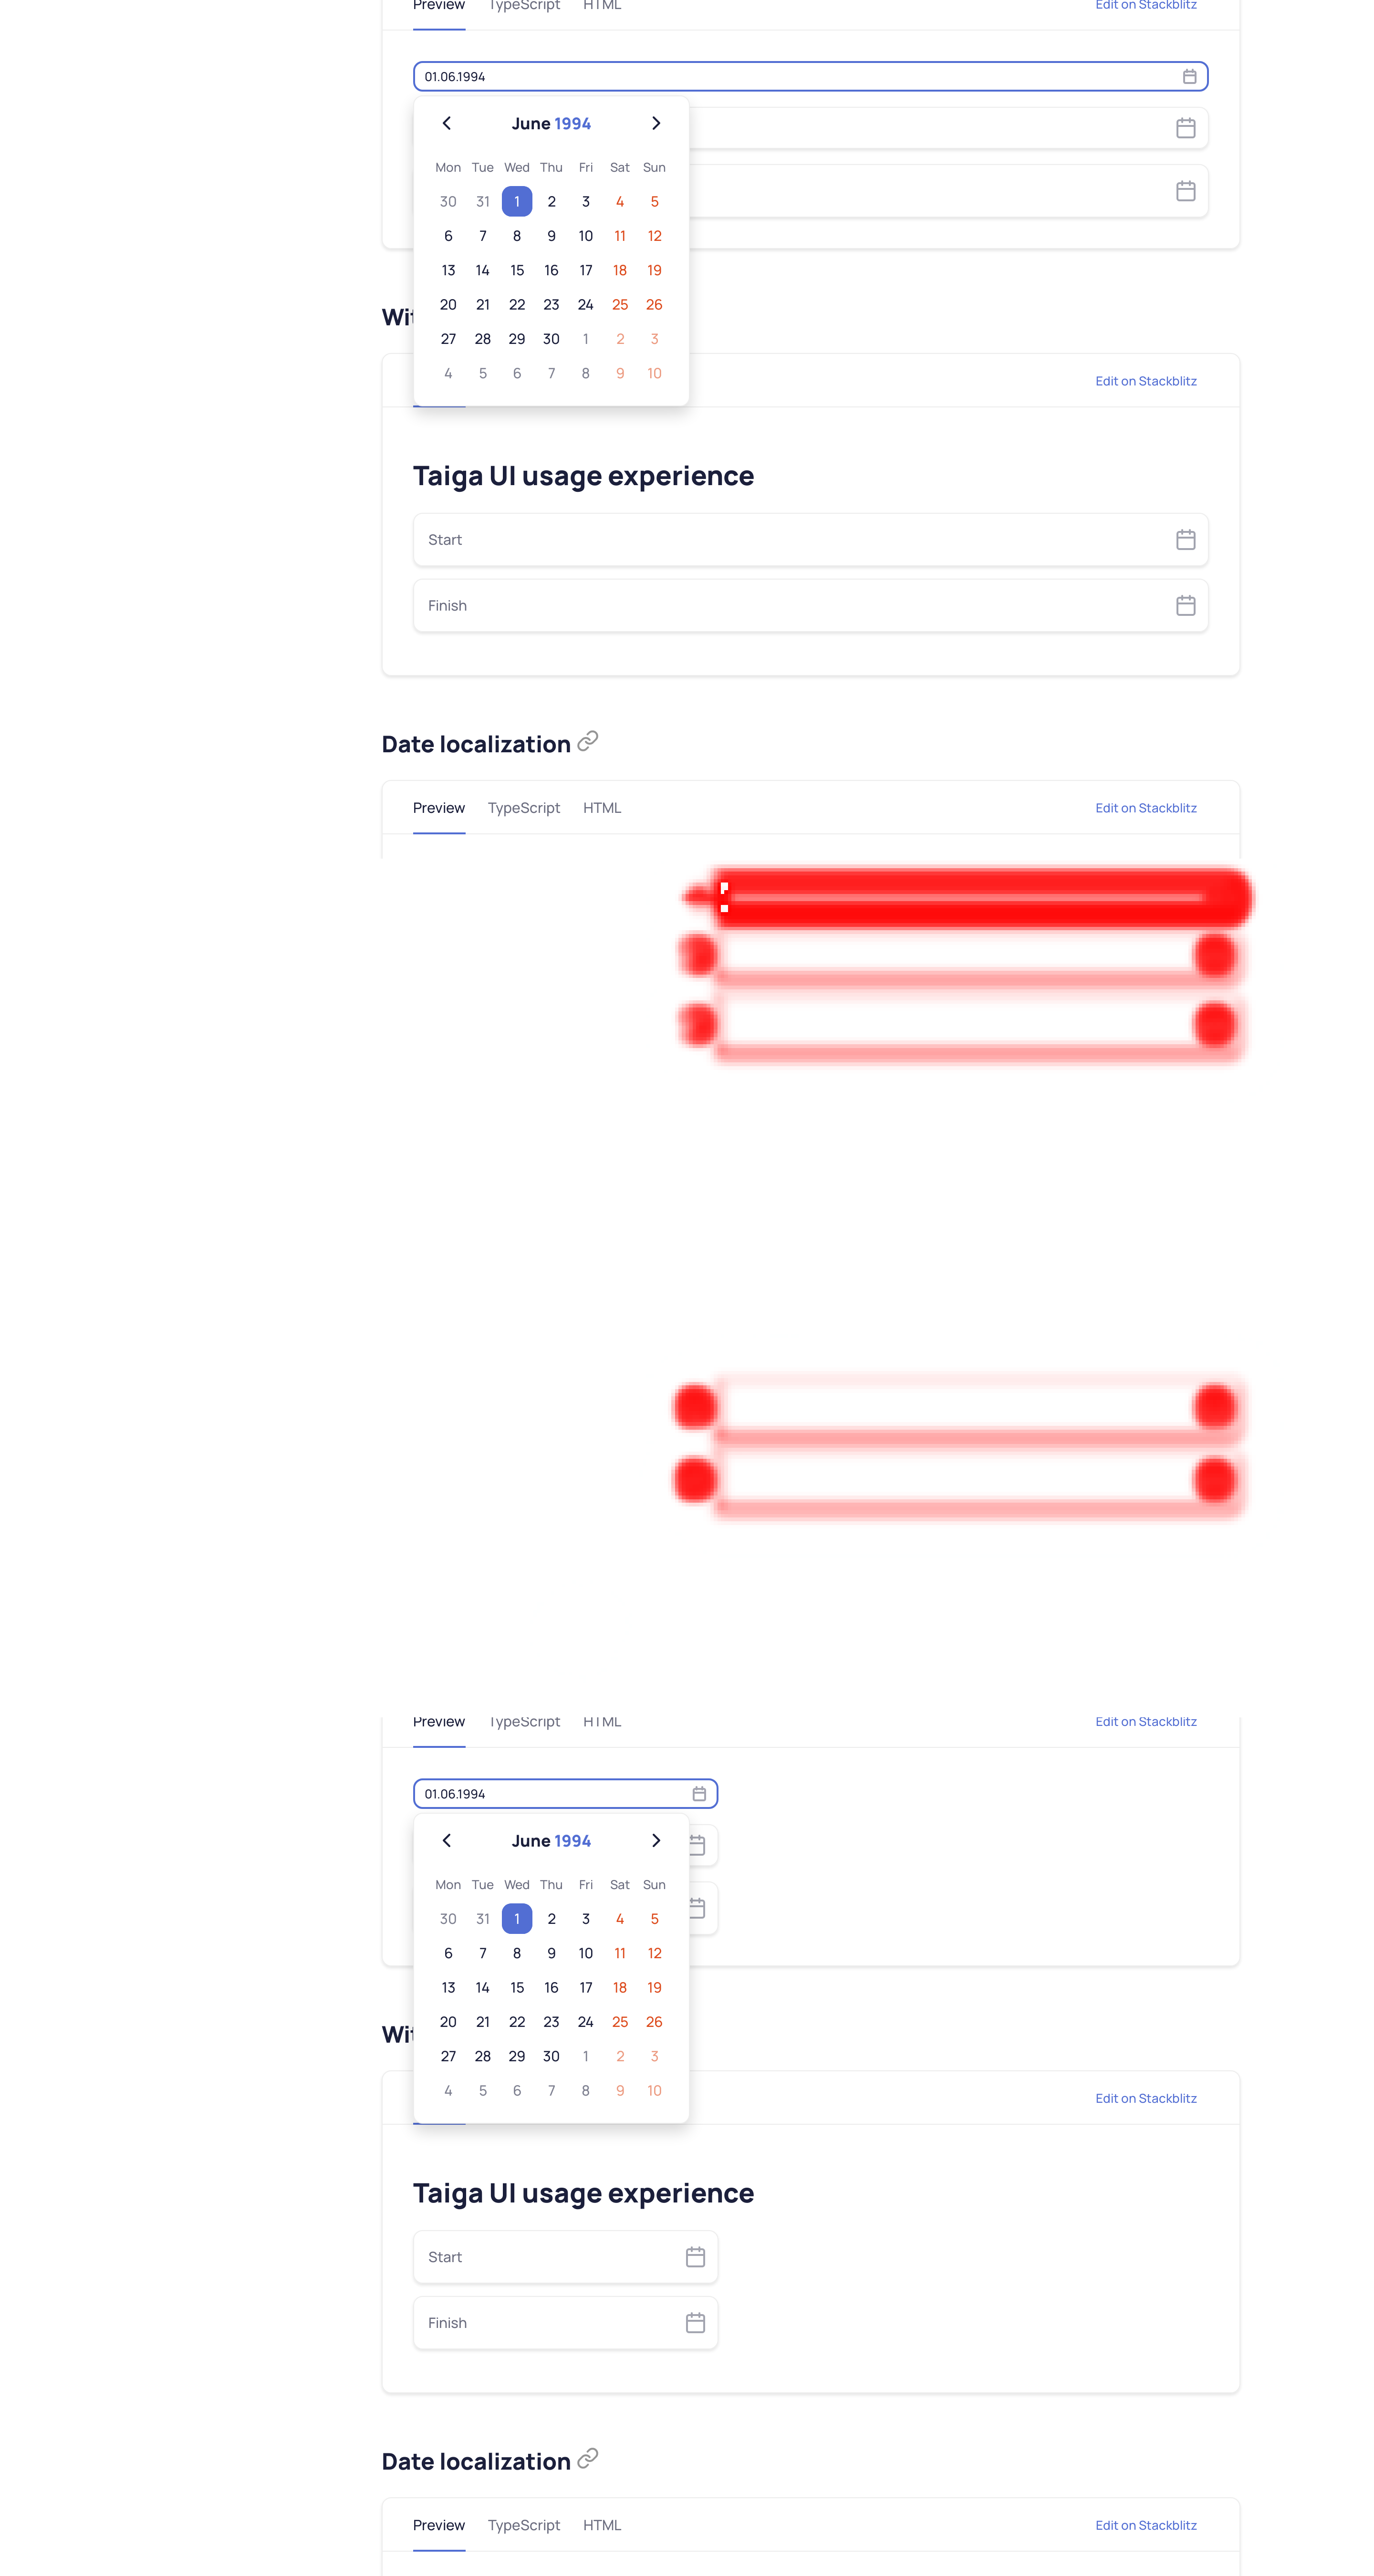 Preview TypeScript HTML Edit on Stackblitz
01.06.1994
June 1994
Mon Tue Wed Thu Fri Sat Sun
30 31 1 2 3 4 5
6 7 8 9 10 11 12
13 14 15 16 17 18 19
20 21 22 23 24 25 26
27 28 29 30 1 2 3
4 5 6 7 8 9 10
Wit
Edit on Stackblitz
Taiga UI usage experience
Start
Finish
Date localization
Preview TypeScript HTML Edit on Stackblitz
Preview TypeScript HTML Edit on Stackblitz
01.06.1994
June 1994
Mon Tue Wed Thu Fri Sat Sun
30 31 1 2 3 4 5
6 7 8 9 10 11 12
13 14 15 16 17 18 19
20 21 22 23 24 25 26
27 28 29 30 1 2 3
4 5 6 7 8 9 10
Wit
Edit on Stackblitz
Taiga UI usage experience
Start
Finish
Date localization
Preview TypeScript HTML Edit on Stackblitz